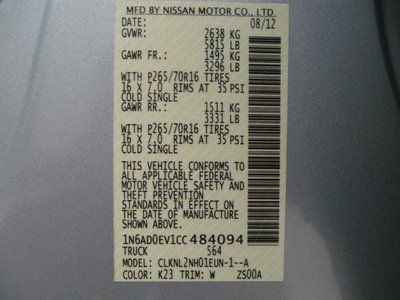 MFD BY NISSAN MOTOR CO., LTD.
DATE: 08/12
GVWR: 2638 KG
5815 LB
GAWR FR.: 1495 KG
3296 LB
WITH P265/70R16 TIRES
16 X 7.0 RIMS AT 35 PSI
COLD SINGLE
GAWR RR.: 1511 KG
3331 LB
WITH P265/70R16 TIRES
16 X 7.0 RIMS AT 35 PSI
COLD SINGLE
THIS VEHICLE CONFORMS TO
ALL APPLICABLE FEDERAL
MOTOR VEHICLE SAFETY AND
THEFT PREVENTION
STANDARDS IN EFFECT ON
THE DATE OF MANUFACTURE
SHOWN ABOVE.
1N6AD0EV1CC484094
TRUCK 564
MODEL: CLKNL2NH01EUN-1--A
COLOR: K23 TRIM: W ZS00A